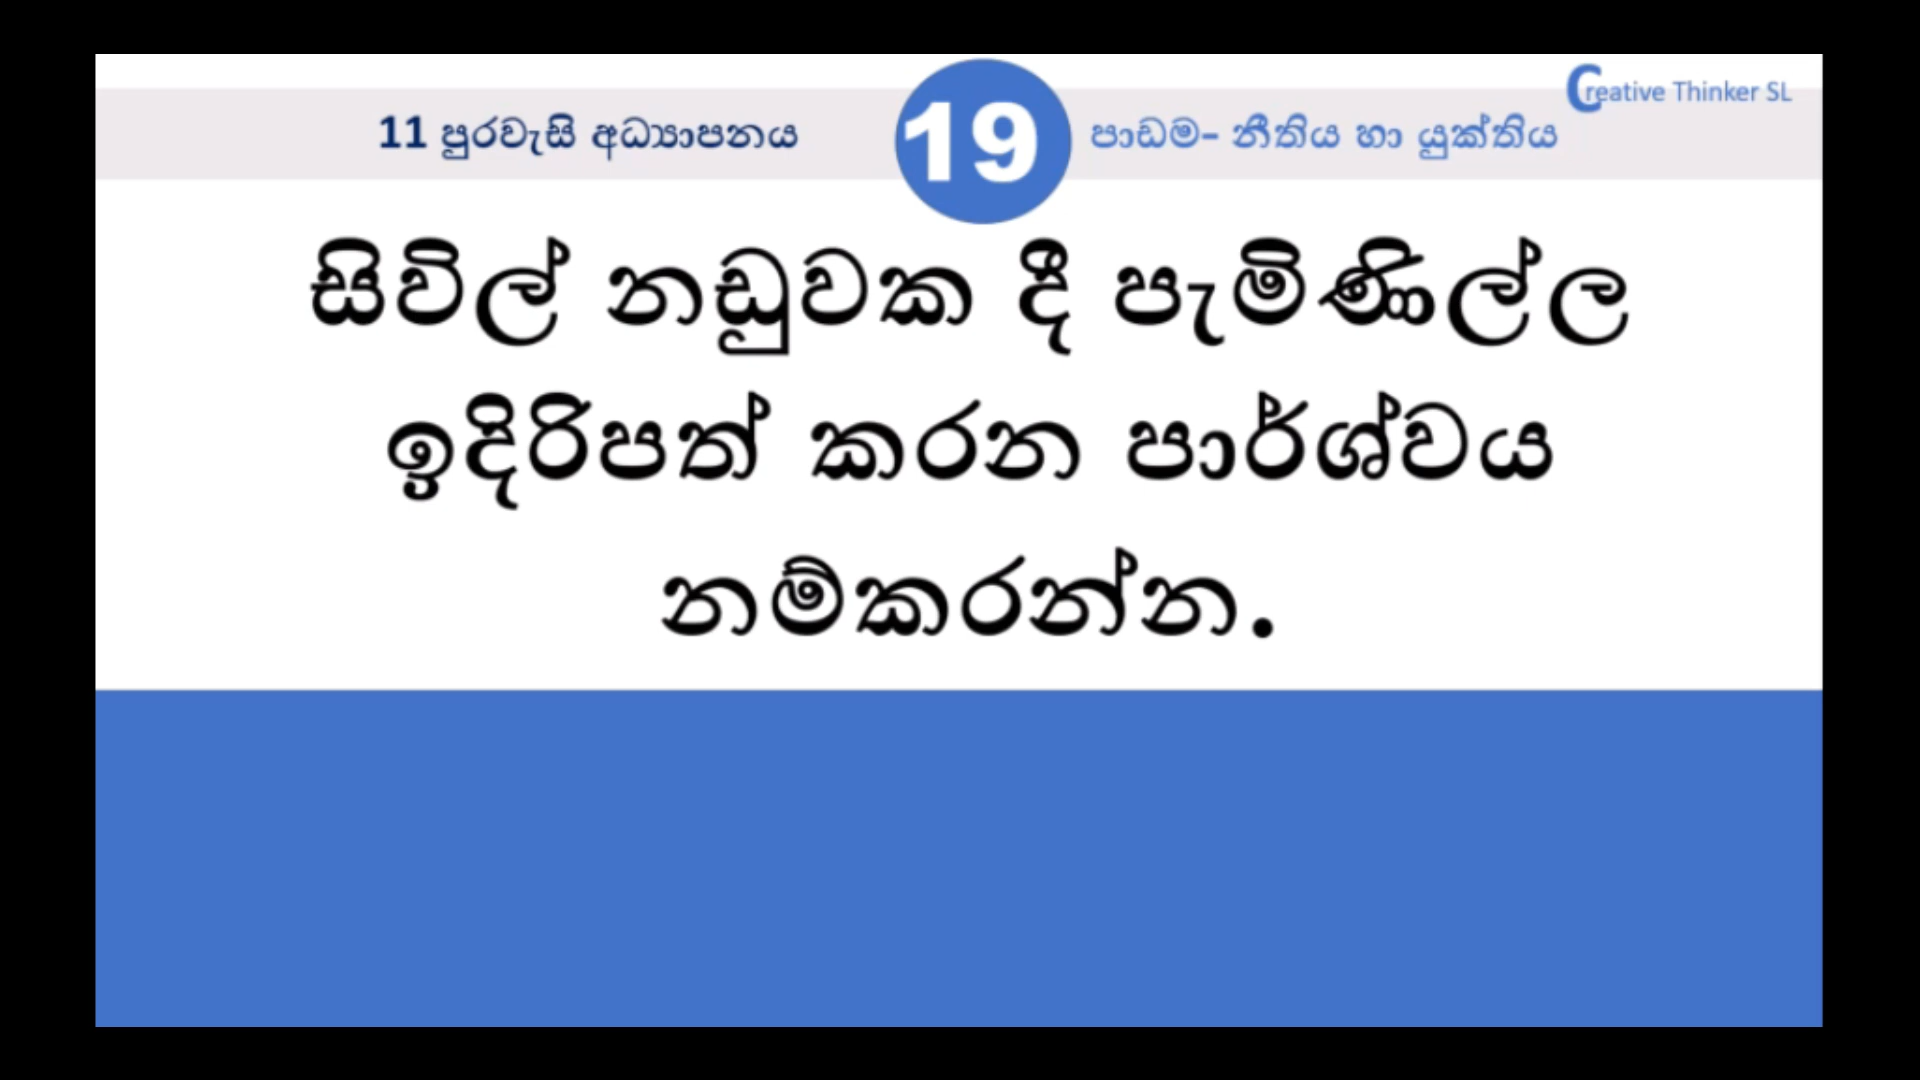 Creative Thinker SL
11 පුරවැසි අධ්‍යාපනය
19
පාඩම- නීතිය හා යුක්තිය
සිවිල් නඩුවක දී පැමිණිල්ල
ඉදිරිපත් කරන පාර්ශ්වය
නම්කරන්න.